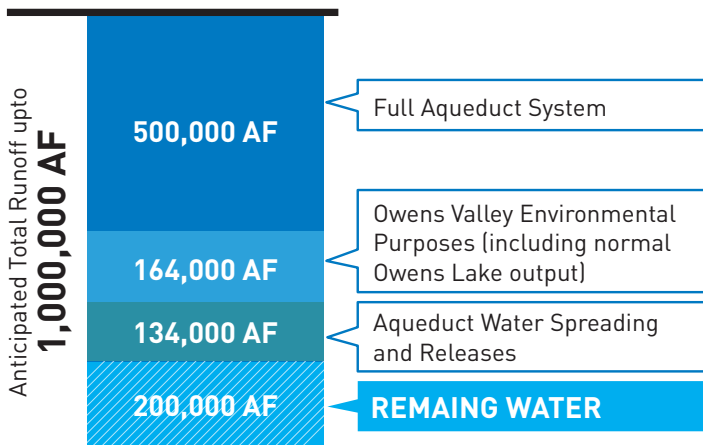 Anticipated Total Runoff upto
1,000,000 AF
500,000 AF
Full Aqueduct System
164,000 AF
Owens Valley Environmental
Purposes (including normal
Owens Lake output)
134,000 AF
Aqueduct Water Spreading
and Releases
200,000 AF
REMAING WATER